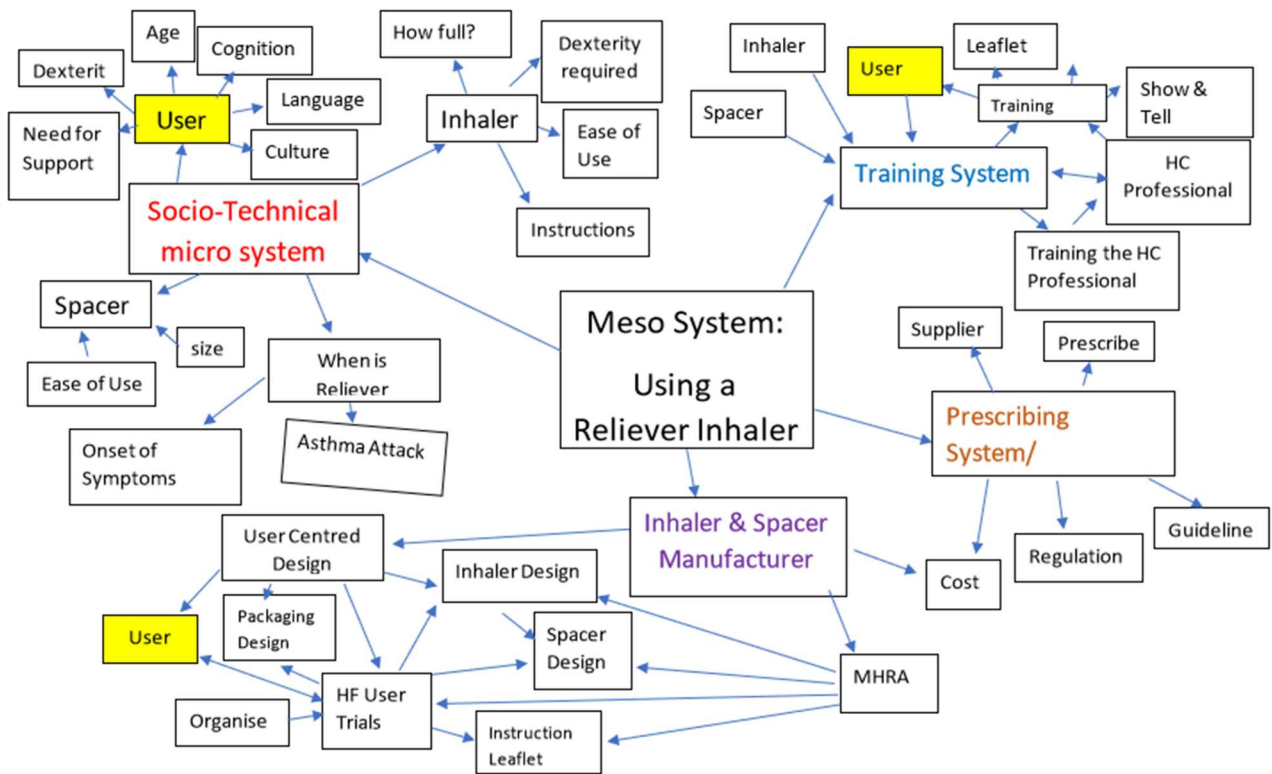 Age
Cognition
Dexterit
User
Language
Need for
Support
Culture
How full?
Dexterity
required
Inhaler
Ease of
Use
Instructions
Socio-Technical
micro system
Spacer
size
Ease of Use
When is
Reliever
Onset of
Symptoms
Asthma Attack
Inhaler
User
Leaflet
Spacer
Training
Show &
Tell
Training System
HC
Professional
Training the HC
Professional
Meso System:
Using a
Reliever Inhaler
Supplier
Prescribe
Prescribing
System/
Guideline
Regulation
Cost
Inhaler & Spacer
Manufacturer
User Centred
Design
Inhaler Design
User
Packaging
Design
Spacer
Design
MHRA
HF User
Trials
Organise
Instruction
Leaflet